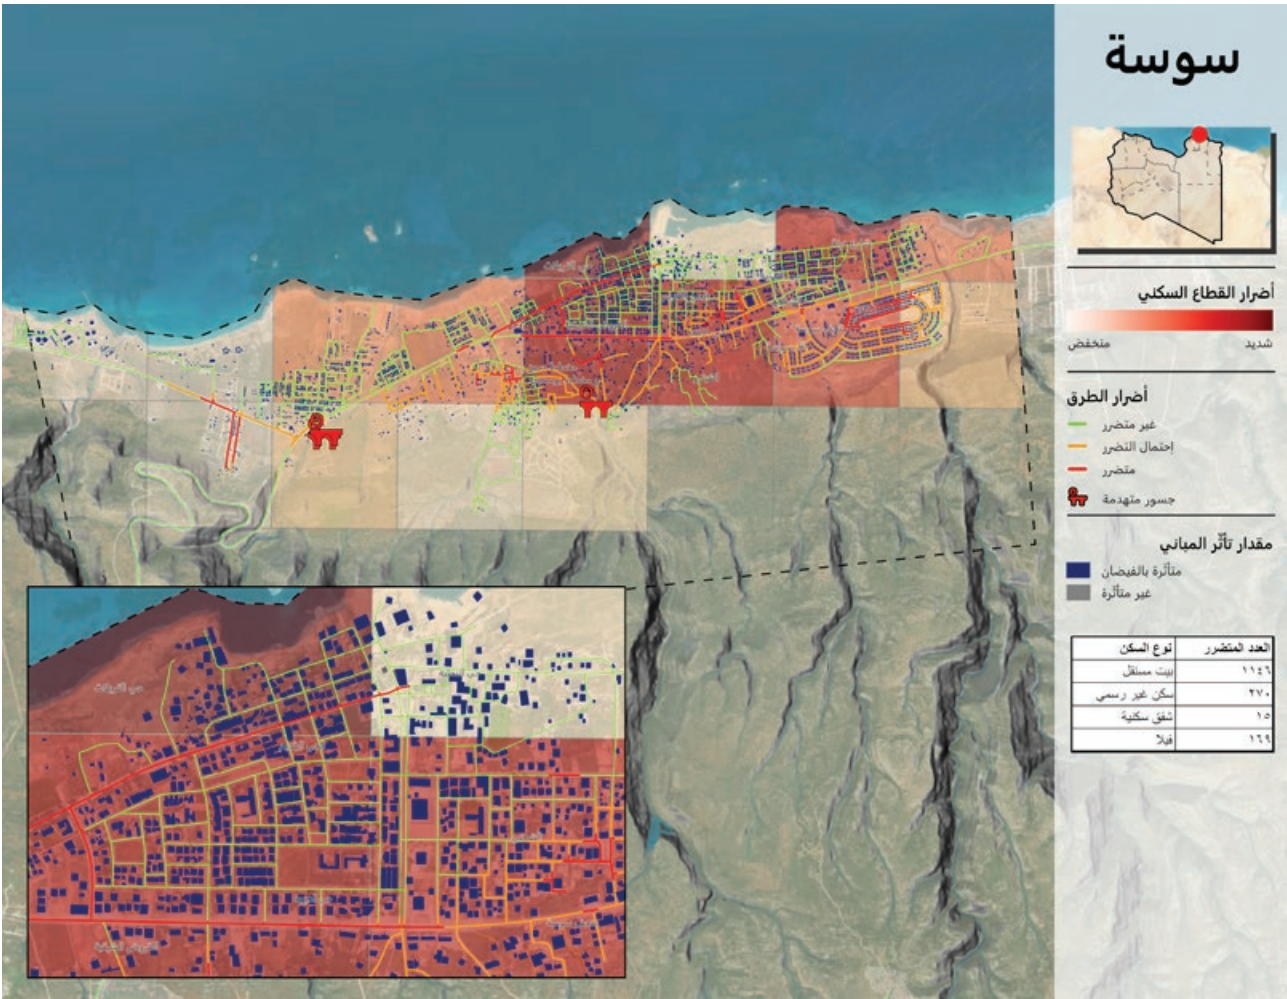 سوسة
أضرار القطاع السكني
منخفض شديد
أضرار الطرق
غير متضرر
إحتمال التضرر
متضرر
جسور متهدمة
مقدار تأثّر المباني
متأثّرة بالفيضان
غير متأثّرة
نوع السكن العدد المتضرر
بيت مستقل ١١٤٦
سكن غير رسمي ٢٧٠
شقق سكنية ١٥
فيلا ١٦٩